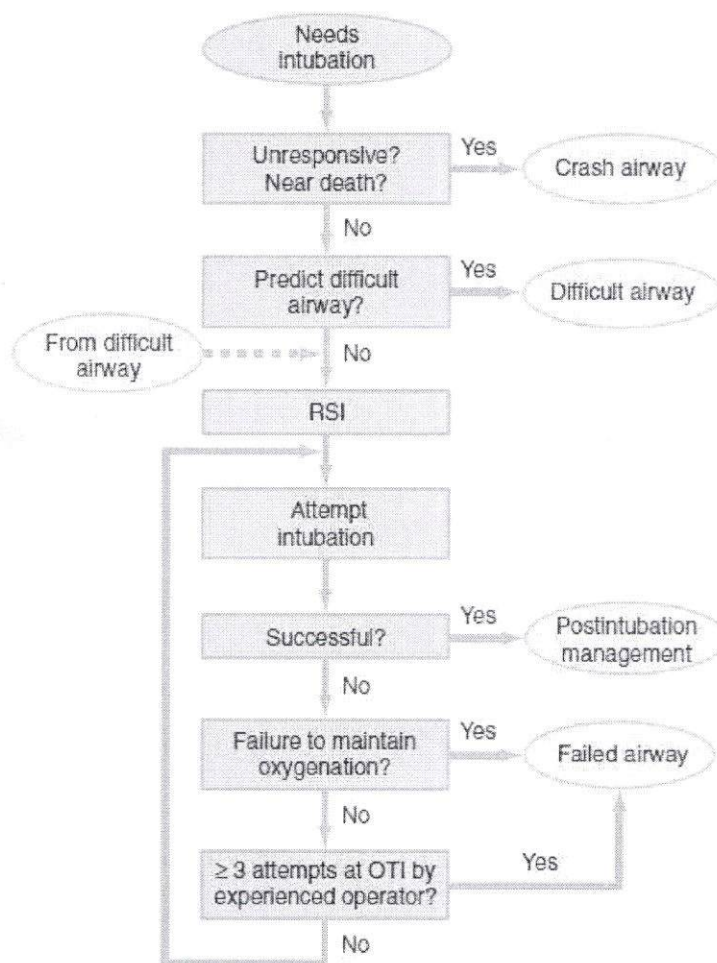 Needs
intubation
Unresponsive?
Near death?
Yes
Crash airway
No
Predict difficult
airway?
Yes
Difficult airway
From difficult
airway
No
RSI
Attempt
intubation
Successful?
Yes
Postintubation
management
No
Failure to maintain
oxygenation?
Yes
Failed airway
No
≥ 3 attempts at OTI by
experienced operator?
Yes
No